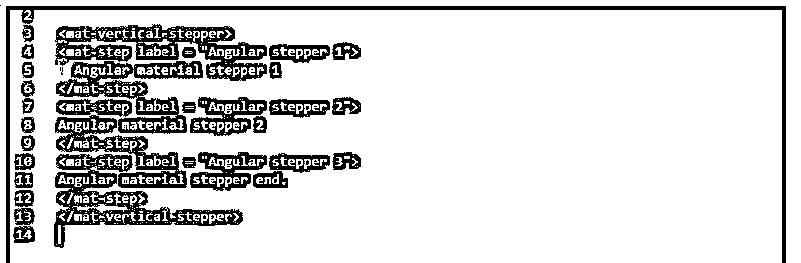 2
3 <mat-vertical-stepper>
4 <mat-step label = "Angular stepper 1">
5 Angular material stepper 1
6 </mat-step>
7 <mat-step label = "Angular stepper 2">
8 Angular material stepper 2
9 </mat-step>
10 <mat-step label = "Angular stepper 3">
11 Angular material stepper end.
12 </mat-step>
13 </mat-vertical-stepper>
14